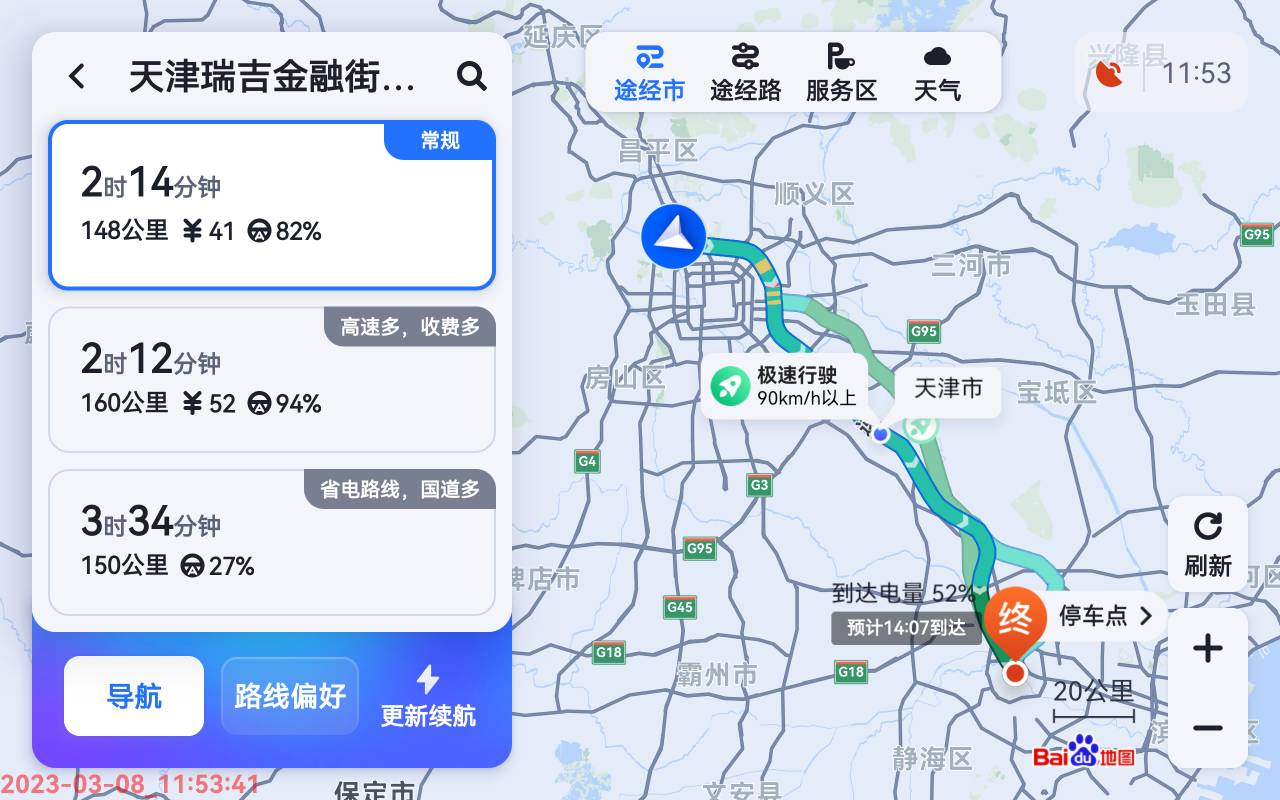 天津瑞吉金融街...
常规
2时14分钟
148公里 ¥ 41 82%
高速多，收费多
2时12分钟
160公里 ¥ 52 94%
省电路线，国道多
3时34分钟
150公里 27%
导航
路线偏好
更新续航
2023-03-08_11:53:41
途经市
途经路
服务区
天气
11:53
延庆区
兴隆县
昌平区
顺义区
G95
三河市
玉田县
G95
房山区
极速行驶
90km/h以上
天津市
宝坻区
G4
G3
G95
碑店市
G45
刷新
到达电量 52%
预计14:07到达
终
停车点
G18
霸州市
G18
20公里
Bai du 地图
静海区
保定市
文安县